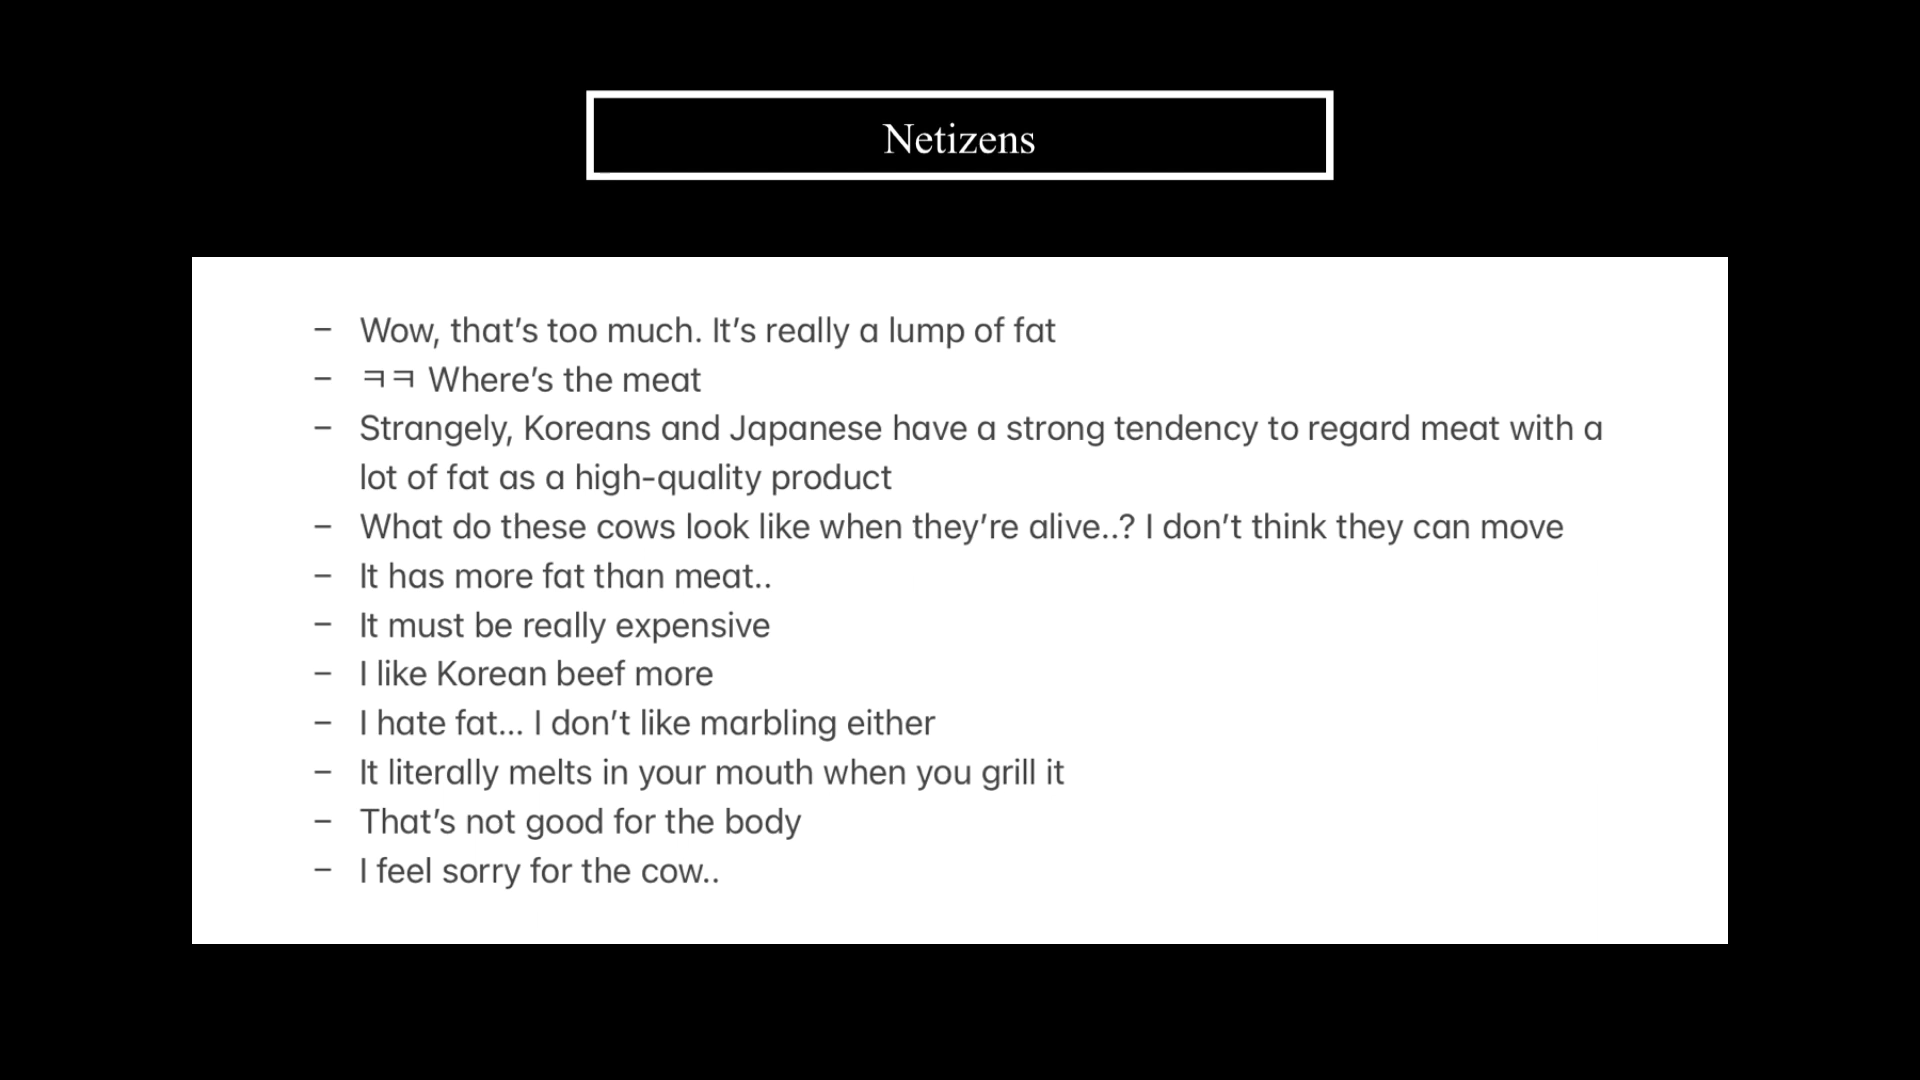 Netizens
– Wow, that's too much. It's really a lump of fat
– ㅋㅋ Where's the meat
– Strangely, Koreans and Japanese have a strong tendency to regard meat with a
lot of fat as a high-quality product
– What do these cows look like when they're alive..? I don't think they can move
– It has more fat than meat..
– It must be really expensive
– I like Korean beef more
– I hate fat... I don't like marbling either
– It literally melts in your mouth when you grill it
– That's not good for the body
– I feel sorry for the cow..